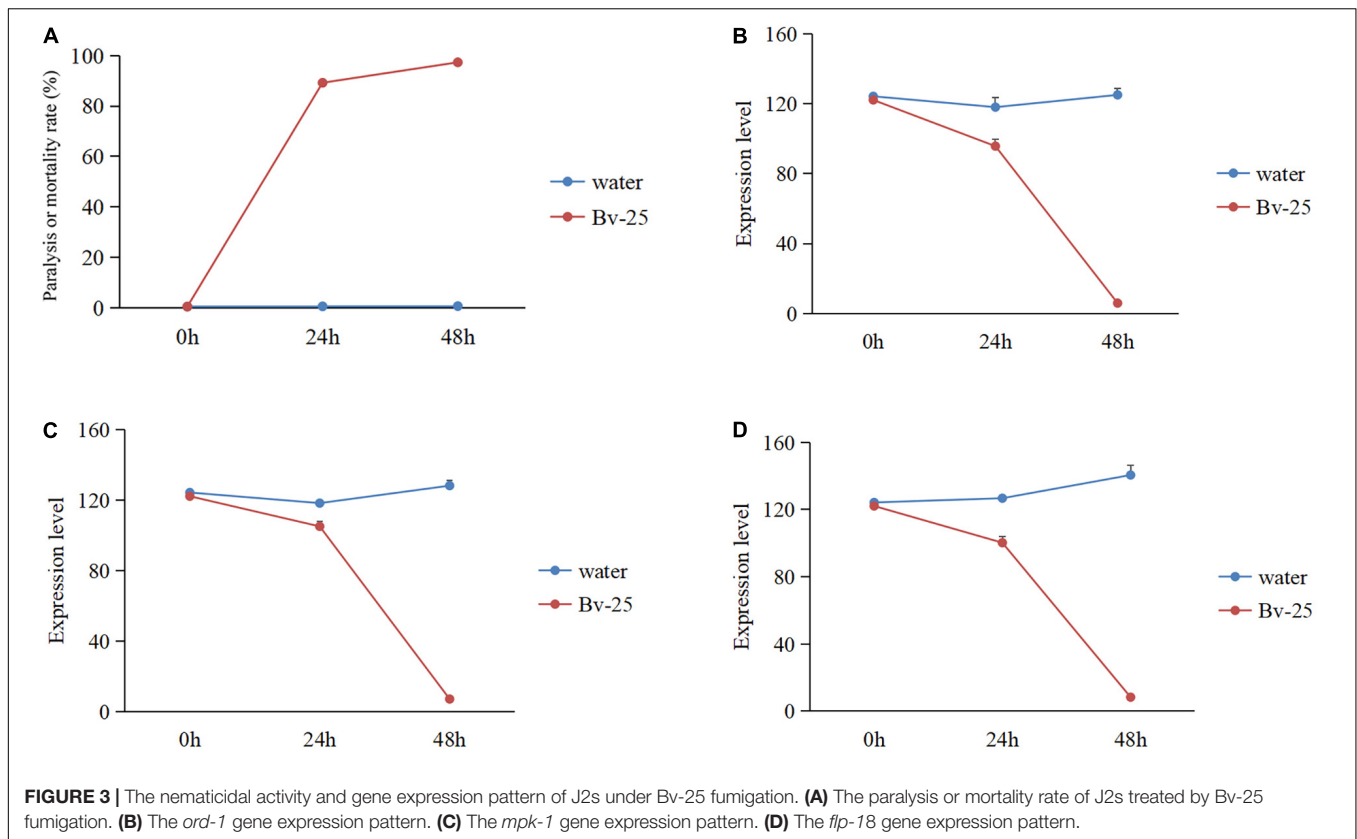 A
Paralysis or mortality rate (%)
100
80
60
40
20
0
0h 24h 48h
water
Bv-25
B
Expression level
160
120
80
40
0
0h 24h 48h
water
Bv-25
C
Expression level
160
120
80
40
0
0h 24h 48h
water
Bv-25
D
Expression level
160
120
80
40
0
0h 24h 48h
water
Bv-25
FIGURE 3 | The nematicidal activity and gene expression pattern of J2s under Bv-25 fumigation. (A) The paralysis or mortality rate of J2s treated by Bv-25
fumigation. (B) The ord-1 gene expression pattern. (C) The mpk-1 gene expression pattern. (D) The flp-18 gene expression pattern.